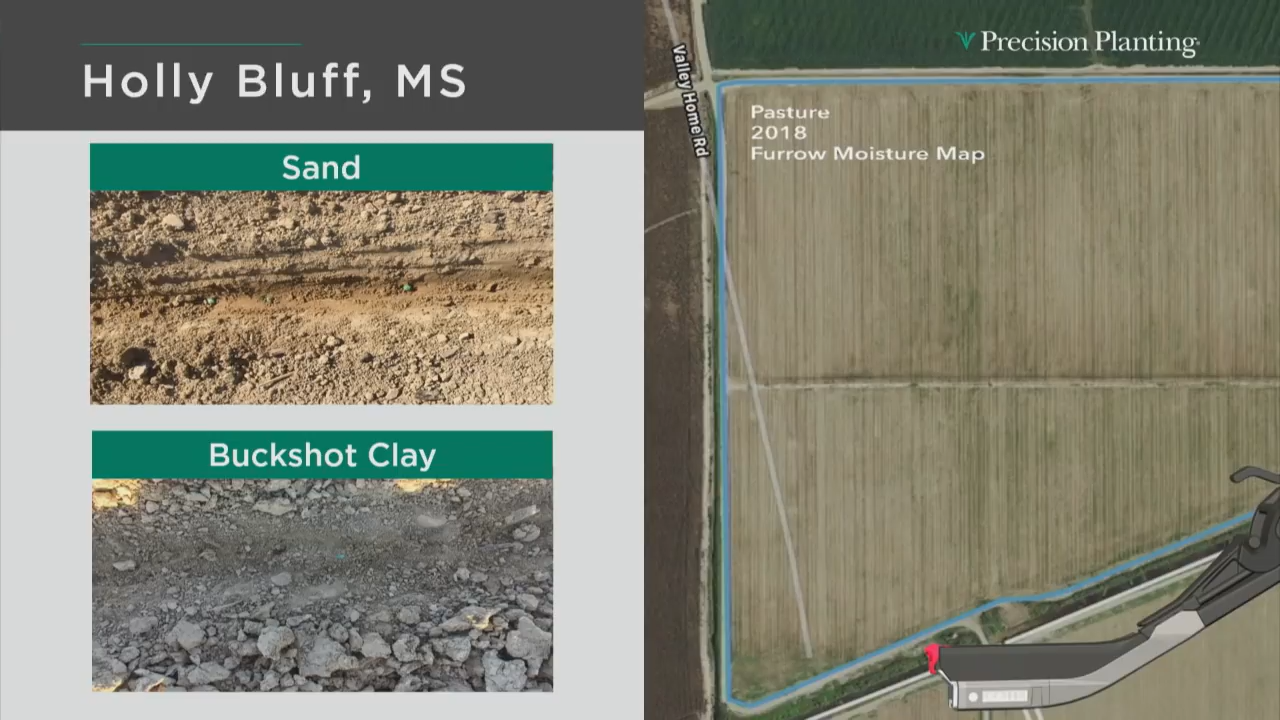 Holly Bluff, MS
Sand
Buckshot Clay
Precision Planting
Valley Home Rd
Pasture
2018
Furrow Moisture Map